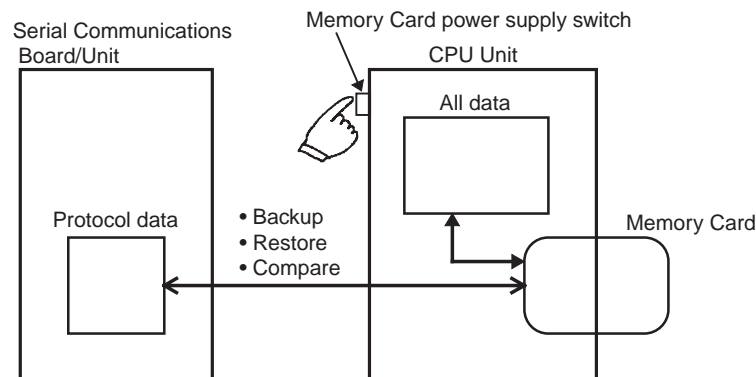 Memory Card power supply switch
Serial Communications
Board/Unit
CPU Unit
All data
Protocol data
• Backup
• Restore
• Compare
Memory Card